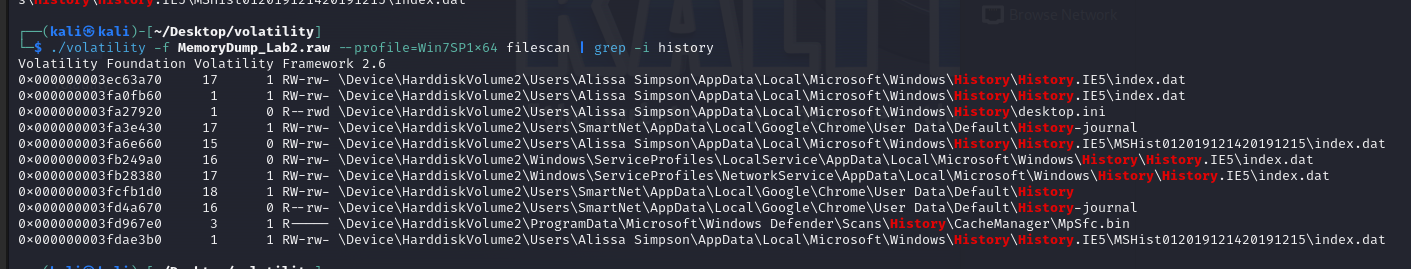 s\History\History.IE5\MSHist012019121420191215\index.dat
Browse Network
┌──(kali㉿kali)-[~/Desktop/volatility]
└─$ ./volatility -f MemoryDump_Lab2.raw --profile=Win7SP1×64 filescan | grep -i history
Volatility Foundation Volatility Framework 2.6
0×000000003ec63a70     17      1 RW-rw- \Device\HarddiskVolume2\Users\Alissa Simpson\AppData\Local\Microsoft\Windows\History\History.IE5\index.dat
0×000000003fa0fb60      1      1 RW-rw- \Device\HarddiskVolume2\Users\Alissa Simpson\AppData\Local\Microsoft\Windows\History\History.IE5\index.dat
0×000000003fa27920      1      0 R--rwd \Device\HarddiskVolume2\Users\Alissa Simpson\AppData\Local\Microsoft\Windows\History\desktop.ini
0×000000003fa3e430     17      1 RW-rw- \Device\HarddiskVolume2\Users\SmartNet\AppData\Local\Google\Chrome\User Data\Default\History-journal
0×000000003fa6e660     15      0 RW-rw- \Device\HarddiskVolume2\Users\Alissa Simpson\AppData\Local\Microsoft\Windows\History\History.IE5\MSHist012019121420191215\index.dat
0×000000003fb249a0     16      0 RW-rw- \Device\HarddiskVolume2\Windows\ServiceProfiles\LocalService\AppData\Local\Microsoft\Windows\History\History.IE5\index.dat
0×000000003fb28380     17      1 RW-rw- \Device\HarddiskVolume2\Windows\ServiceProfiles\NetworkService\AppData\Local\Microsoft\Windows\History\History.IE5\index.dat
0×000000003fcfb1d0     18      1 RW-rw- \Device\HarddiskVolume2\Users\SmartNet\AppData\Local\Google\Chrome\User Data\Default\History
0×000000003fd4a670     16      0 R--rw- \Device\HarddiskVolume2\Users\SmartNet\AppData\Local\Google\Chrome\User Data\Default\History-journal
0×000000003fd967e0      3      1 R----- \Device\HarddiskVolume2\ProgramData\Microsoft\Windows Defender\Scans\History\CacheManager\MpSfc.bin
0×000000003fdae3b0      1      1 RW-rw- \Device\HarddiskVolume2\Users\Alissa Simpson\AppData\Local\Microsoft\Windows\History\History.IE5\MSHist012019121420191215\index.dat
┌──(kali㉿kali)-[~/Desktop/volatility]